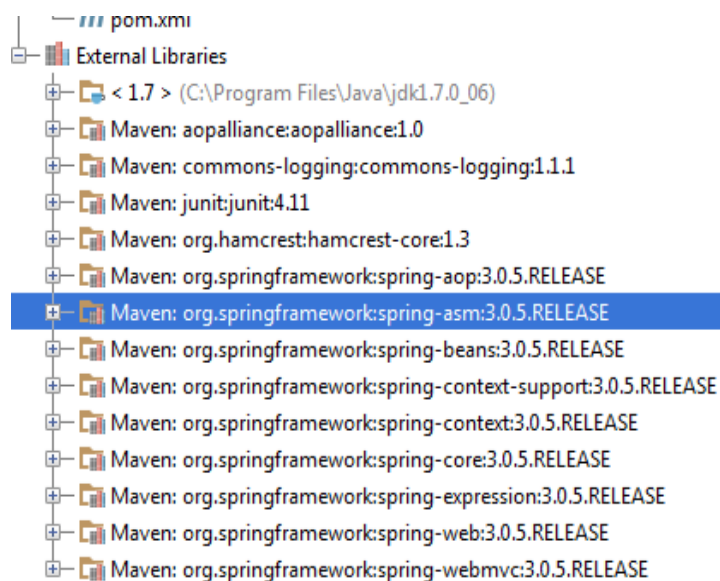 pom.xml
External Libraries
< 1.7 > (C:\Program Files\Java\jdk1.7.0_06)
Maven: aopalliance:aopalliance:1.0
Maven: commons-logging:commons-logging:1.1.1
Maven: junit:junit:4.11
Maven: org.hamcrest:hamcrest-core:1.3
Maven: org.springframework:spring-aop:3.0.5.RELEASE
Maven: org.springframework:spring-asm:3.0.5.RELEASE
Maven: org.springframework:spring-beans:3.0.5.RELEASE
Maven: org.springframework:spring-context-support:3.0.5.RELEASE
Maven: org.springframework:spring-context:3.0.5.RELEASE
Maven: org.springframework:spring-core:3.0.5.RELEASE
Maven: org.springframework:spring-expression:3.0.5.RELEASE
Maven: org.springframework:spring-web:3.0.5.RELEASE
Maven: org.springframework:spring-webmvc:3.0.5.RELEASE